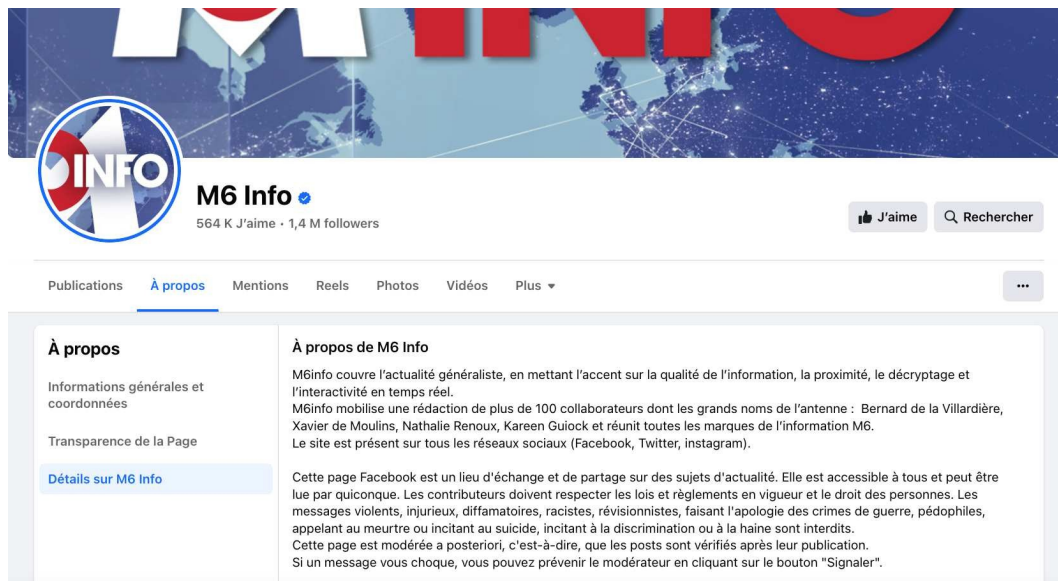 M6 INFO
INFO
M6 Info
564 K J'aime · 1,4 M followers
J'aime
Rechercher
Publications
À propos
Mentions
Reels
Photos
Vidéos
Plus
À propos
Informations générales et
coordonnées
Transparence de la Page
Détails sur M6 Info
À propos de M6 Info
M6info couvre l'actualité généraliste, en mettant l'accent sur la qualité de l'information, la proximité, le décryptage et
l'interactivité en temps réel.
M6info mobilise une rédaction de plus de 100 collaborateurs dont les grands noms de l'antenne :  Bernard de la Villardière,
Xavier de Moulins, Nathalie Renoux, Kareen Guiock et réunit toutes les marques de l'information M6.
Le site est présent sur tous les réseaux sociaux (Facebook, Twitter, instagram).
Cette page Facebook est un lieu d'échange et de partage sur des sujets d'actualité. Elle est accessible à tous et peut être
lue par quiconque. Les contributeurs doivent respecter les lois et règlements en vigueur et le droit des personnes. Les
messages violents, injurieux, diffamatoires, racistes, révisionnistes, faisant l'apologie des crimes de guerre, pédophiles,
appelant au meurtre ou incitant au suicide, incitant à la discrimination ou à la haine sont interdits.
Cette page est modérée a posteriori, c'est-à-dire, que les posts sont vérifiés après leur publication.
Si un message vous choque, vous pouvez prévenir le modérateur en cliquant sur le bouton "Signaler".